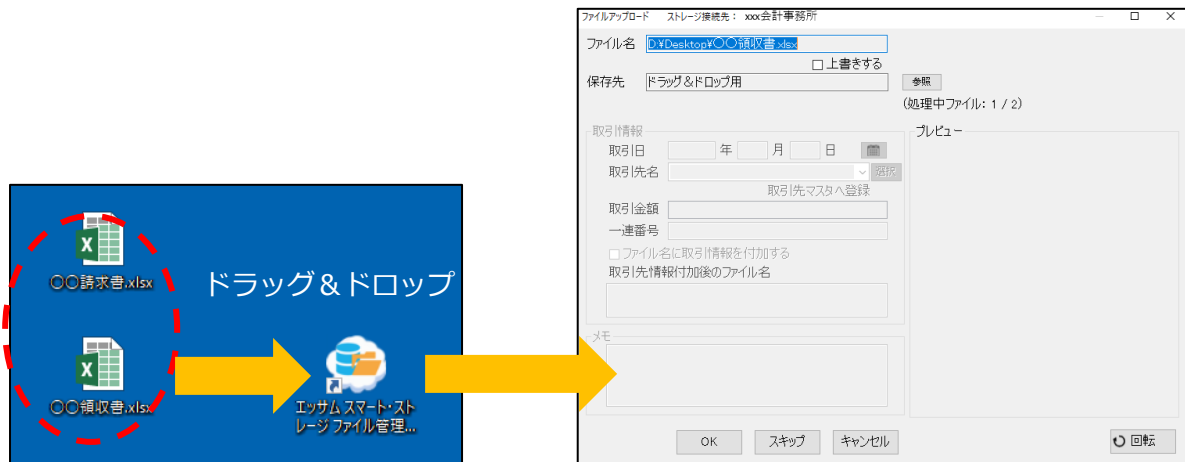 〇〇請求書.xlsx
〇〇領収書.xlsx
ドラッグ＆ドロップ
エッサム スマート・スト
レージ ファイル管理...
ファイルアップロード ストレージ接続先： xxx会計事務所
ファイル名 D:¥Desktop¥〇〇領収書.xlsx
上書きする
保存先 ドラッグ＆ドロップ用 参照
(処理中ファイル: 1 / 2)
取引情報
取引日 年 月 日
取引先名 選択
取引先マスタへ登録
取引金額
一連番号
ファイル名に取引情報を付加する
取引先情報付加後のファイル名
メモ
プレビュー
OK スキップ キャンセル 回転